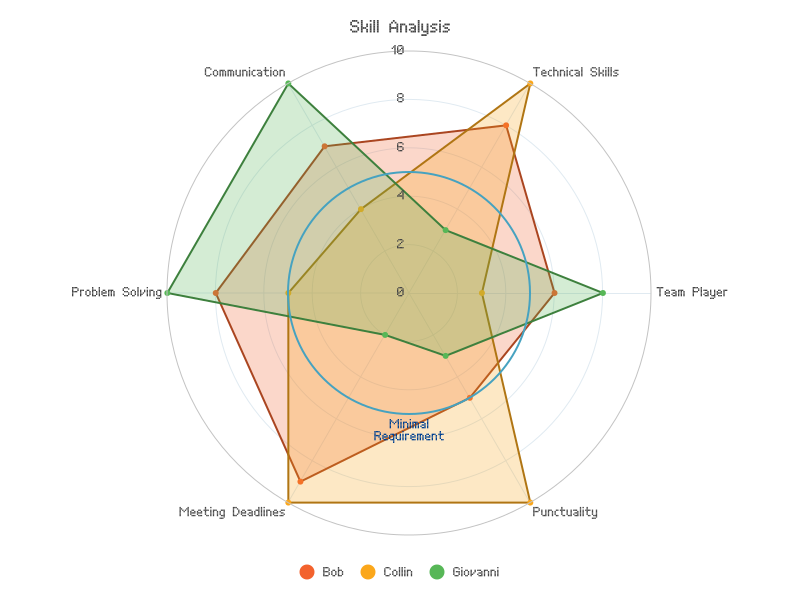 Skill Analysis
10
Communication
Technical Skills
8
6
4
2
Problem Solving
0
Team Player
Minimal
Requirement
Meeting Deadlines
Punctuality
Bob
Collin
Giovanni